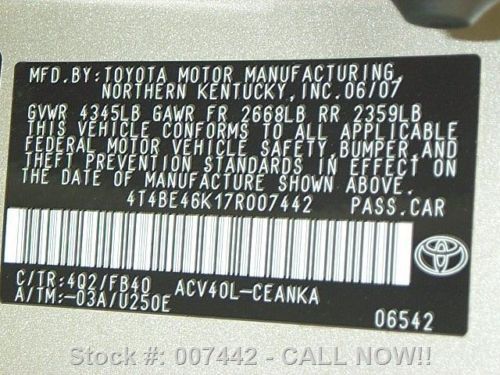 MFD. BY: TOYOTA MOTOR MANUFACTURING,
NORTHERN KENTUCKY, INC. 06/07
GVWR 4345LB GAWR FR 2668LB RR 2359LB
THIS VEHICLE CONFORMS TO ALL APPLICABLE
FEDERAL MOTOR VEHICLE SAFETY, BUMPER, AND
THEFT PREVENTION STANDARDS IN EFFECT ON
THE DATE OF MANUFACTURE SHOWN ABOVE.
4T4BE46K17R007442 PASS. CAR
C/TR: 4Q2/FB40 ACV40L-CEANKA
A/TM: -03A/U250E
06542
Stock #: 007442 - CALL NOW!!